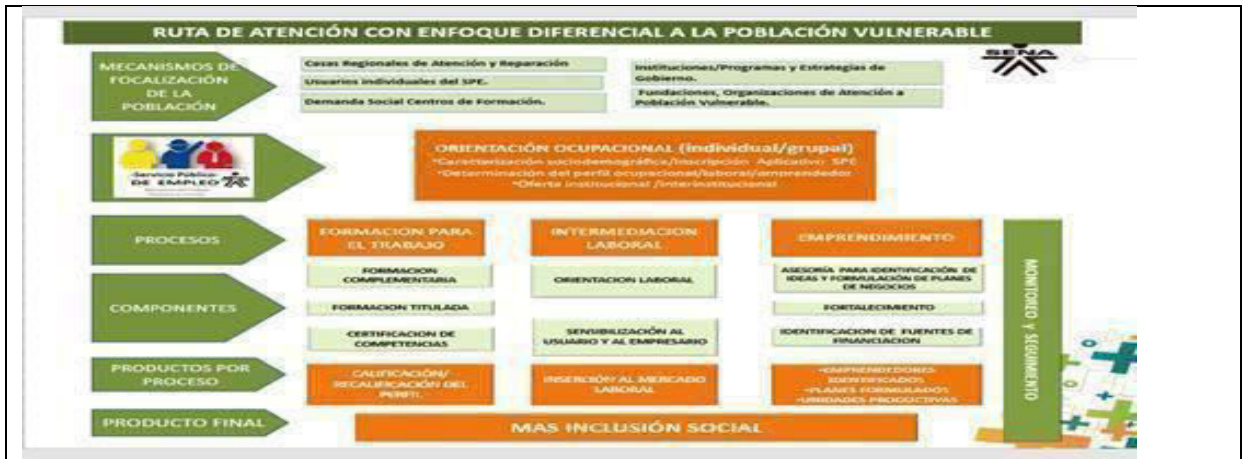 RUTA DE ATENCIÓN CON ENFOQUE DIFERENCIAL A LA POBLACIÓN VULNERABLE
SENA
MECANISMOS DE
FOCALIZACIÓN
DE LA
POBLACIÓN
Casas Regionales de Atención y Reparación
Usuarios individuales del SPE.
Demanda Social Centros de Formación.
Instituciones/Programas y Estrategias de
Gobierno.
Fundaciones, Organizaciones de Atención a
Población Vulnerable.
Servicio Público
DE EMPLEO
ORIENTACIÓN OCUPACIONAL (individual/grupal)
•Caracterización sociodemográfica/inscripción Aplicativo SPE
•Determinación del perfil ocupacional/laboral/emprendedor
•Oferta institucional /interinstitucional
PROCESOS
FORMACION PARA
EL TRABAJO
INTERMEDIACION
LABORAL
EMPRENDIMIENTO
COMPONENTES
FORMACION
COMPLEMENTARIA
FORMACION TITULADA
CERTIFICACION DE
COMPETENCIAS
ORIENTACION LABORAL
SENSIBILIZACIÓN AL
USUARIO Y AL EMPRESARIO
ASESORÍA PARA IDENTIFICACIÓN DE
IDEAS Y FORMULACIÓN DE PLANES
DE NEGOCIOS
FORTALECIMIENTO
IDENTIFICACION DE FUENTES DE
FINANCIACION
PRODUCTOS POR
PROCESO
CALIFICACIÓN/
RECALIFICACIÓN DEL
PERFIL
INSERCIÓN AL MERCADO
LABORAL
•EMPRENDEDORES
IDENTIFICADOS
•PLANES FORMULADOS
•UNIDADES PRODUCTIVAS
MONITOREO y SEGUIMIENTO
PRODUCTO FINAL
MAS INCLUSIÓN SOCIAL